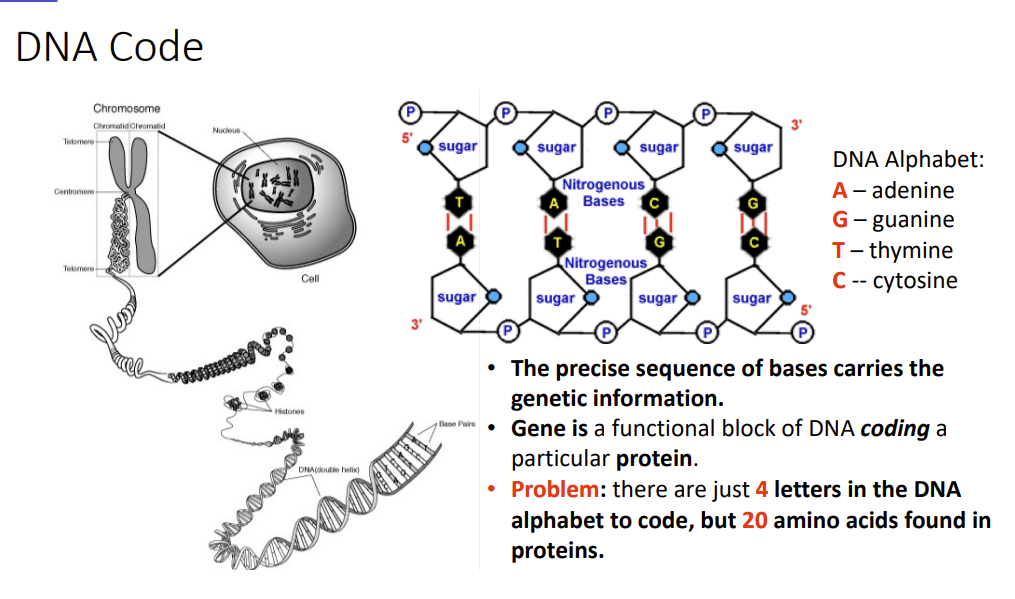 DNA Code
Chromosome
Chromatid Chromatid
Telomere
Centromere
Telomere
Nucleus
Cell
Histones
Base Pairs
DNA(double helix)
P P P P
5' 3'
sugar sugar sugar sugar
Nitrogenous
Bases
T A C G
A T G C
Nitrogenous
Bases
sugar sugar sugar sugar
3' 5'
P P P P
DNA Alphabet:
A – adenine
G – guanine
T – thymine
C -- cytosine
• The precise sequence of bases carries the
genetic information.
• Gene is a functional block of DNA coding a
particular protein.
• Problem: there are just 4 letters in the DNA
alphabet to code, but 20 amino acids found in
proteins.